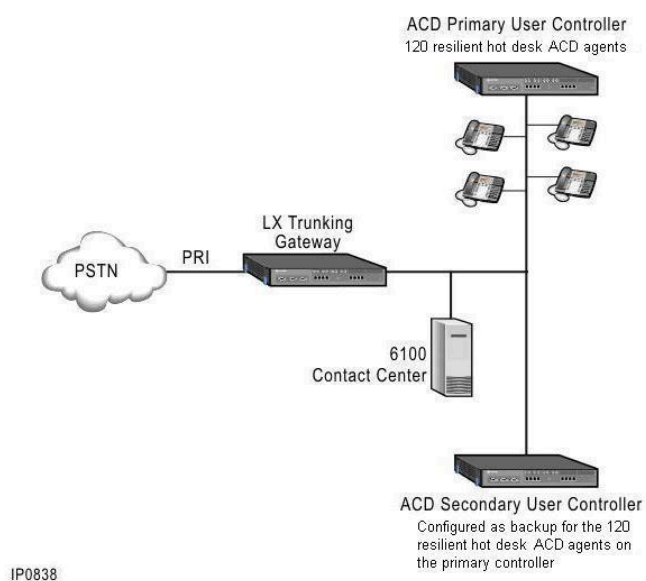 ACD Primary User Controller
120 resilient hot desk ACD agents
LX Trunking
Gateway
PSTN
PRI
6100
Contact Center
ACD Secondary User Controller
Configured as backup for the 120
resilient hot desk ACD agents on
the primary controller
IP0838